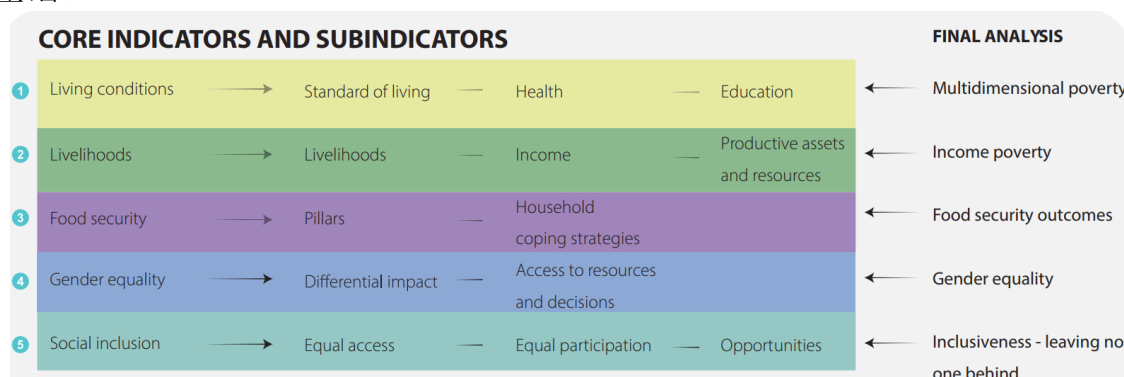 CORE INDICATORS AND SUBINDICATORS
FINAL ANALYSIS
1 Living conditions Standard of living Health Education Multidimensional poverty
2 Livelihoods Livelihoods Income Productive assets
and resources Income poverty
3 Food security Pillars Household
coping strategies Food security outcomes
4 Gender equality Differential impact Access to resources
and decisions Gender equality
5 Social inclusion Equal access Equal participation Opportunities Inclusiveness - leaving no
one behind